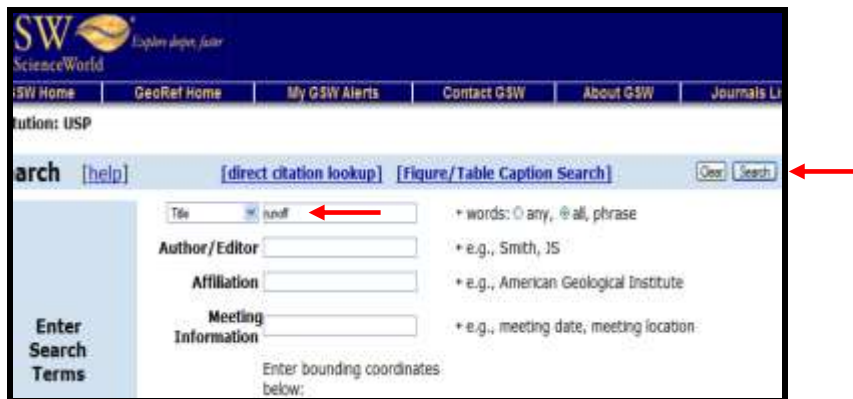 SW Explore deeper, faster
ScienceWorld
SW Home GeoRef Home My GSW Alerts Contact GSW About GSW Journals Li
tution: USP
arch [help] [direct citation lookup] [Figure/Table Caption Search] Clear Search
Title runoff • words: any, all, phrase
Author/Editor • e.g., Smith, JS
Affiliation • e.g., American Geological Institute
Meeting
Information • e.g., meeting date, meeting location
Enter
Search
Terms
Enter bounding coordinates
below: